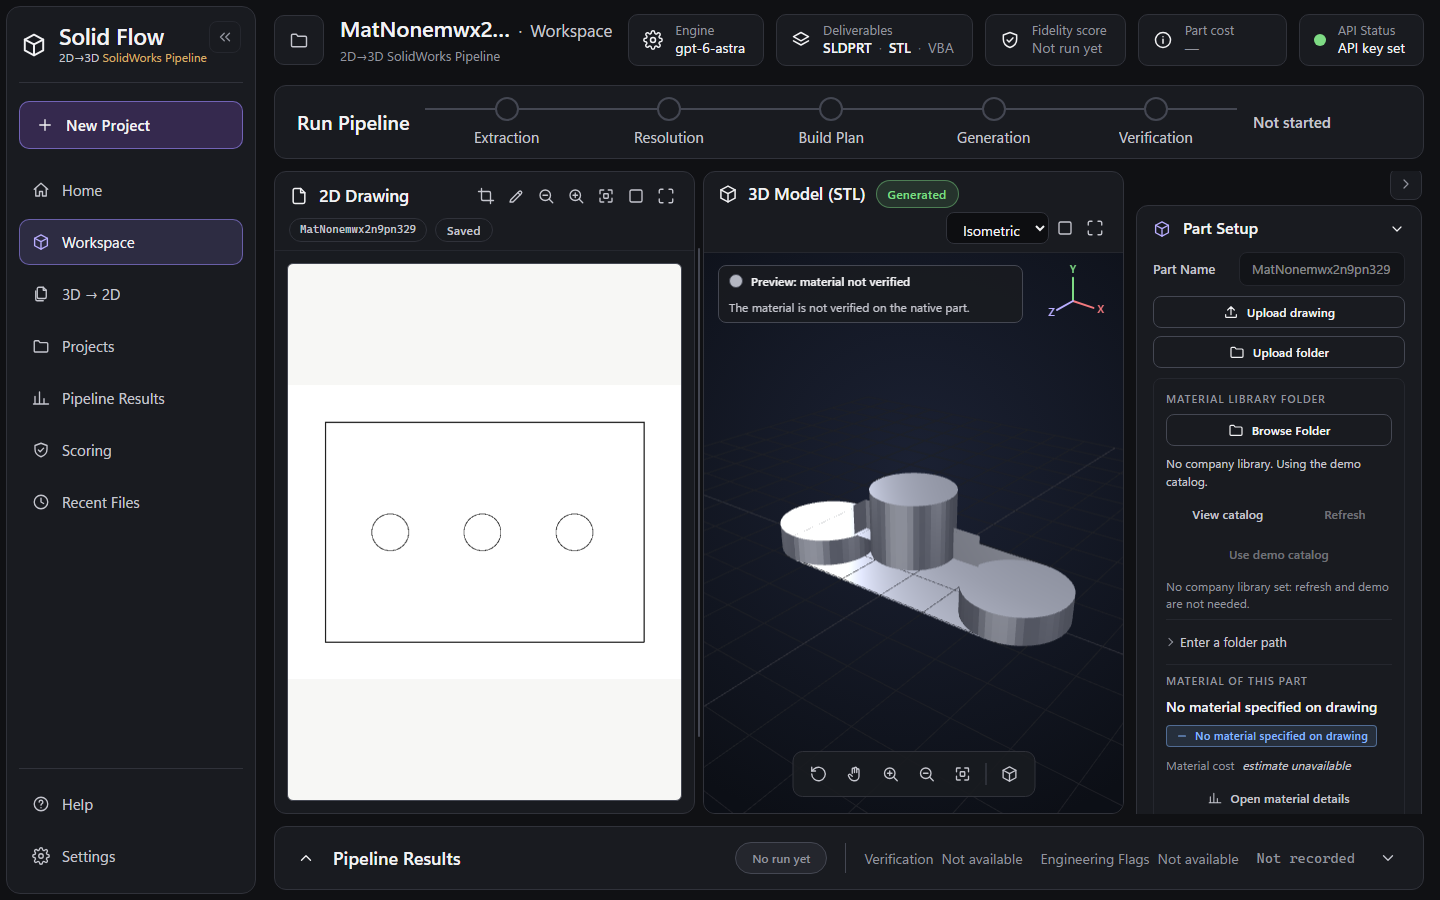 Solid Flow
2D→3D SolidWorks Pipeline
New Project
Home
Workspace
3D → 2D
Projects
Pipeline Results
Scoring
Recent Files
Help
Settings
MatNonemwx2... · Workspace
2D→3D SolidWorks Pipeline
Engine
gpt-6-astra
Deliverables
SLDPRT · STL · VBA
Fidelity score
Not run yet
Part cost
—
API Status
API key set
Run Pipeline
Extraction
Resolution
Build Plan
Generation
Verification
Not started
2D Drawing
MatNonemwx2n9pn329
Saved
3D Model (STL)
Generated
Isometric
Preview: material not verified
The material is not verified on the native part.
Y
X
Z
Part Setup
Part Name
MatNonemwx2n9pn329
Upload drawing
Upload folder
MATERIAL LIBRARY FOLDER
Browse Folder
No company library. Using the demo
catalog.
View catalog
Refresh
Use demo catalog
No company library set: refresh and demo
are not needed.
Enter a folder path
MATERIAL OF THIS PART
No material specified on drawing
— No material specified on drawing
Material cost estimate unavailable
Open material details
Pipeline Results
No run yet
Verification Not available
Engineering Flags Not available
Not recorded